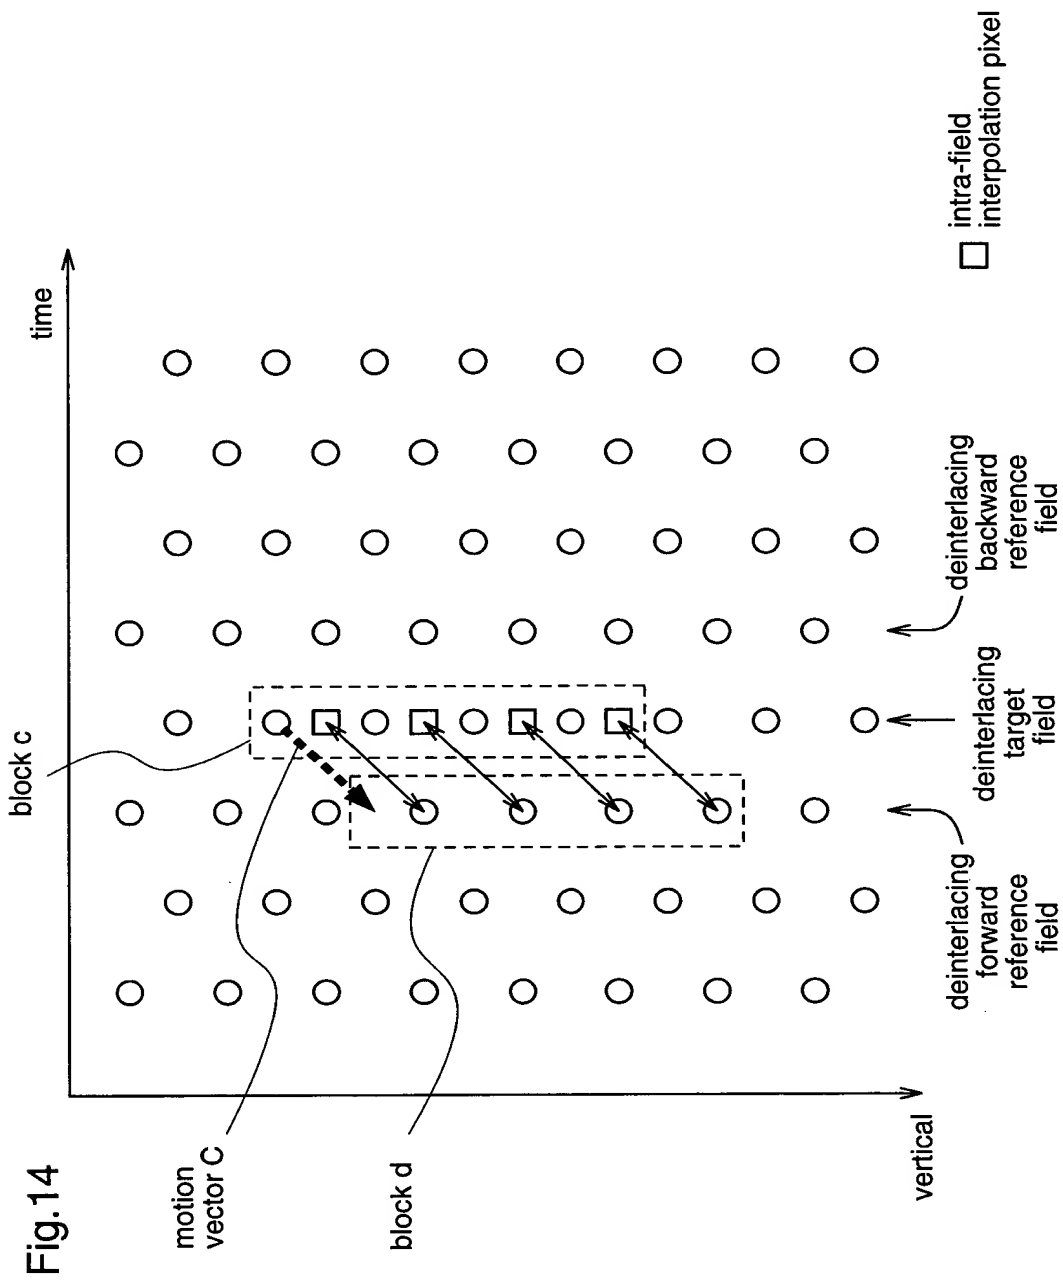 Fig.14
block c
time
motion
vector C
block d
vertical
deinterlacing
forward
reference
field
deinterlacing
target
field
deinterlacing
backward
reference
field
intra-field
interpolation pixel